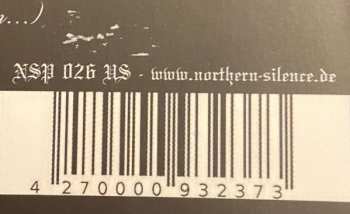 ...)
NSP 026 US - www.northern-silence.de
4 270000 932373